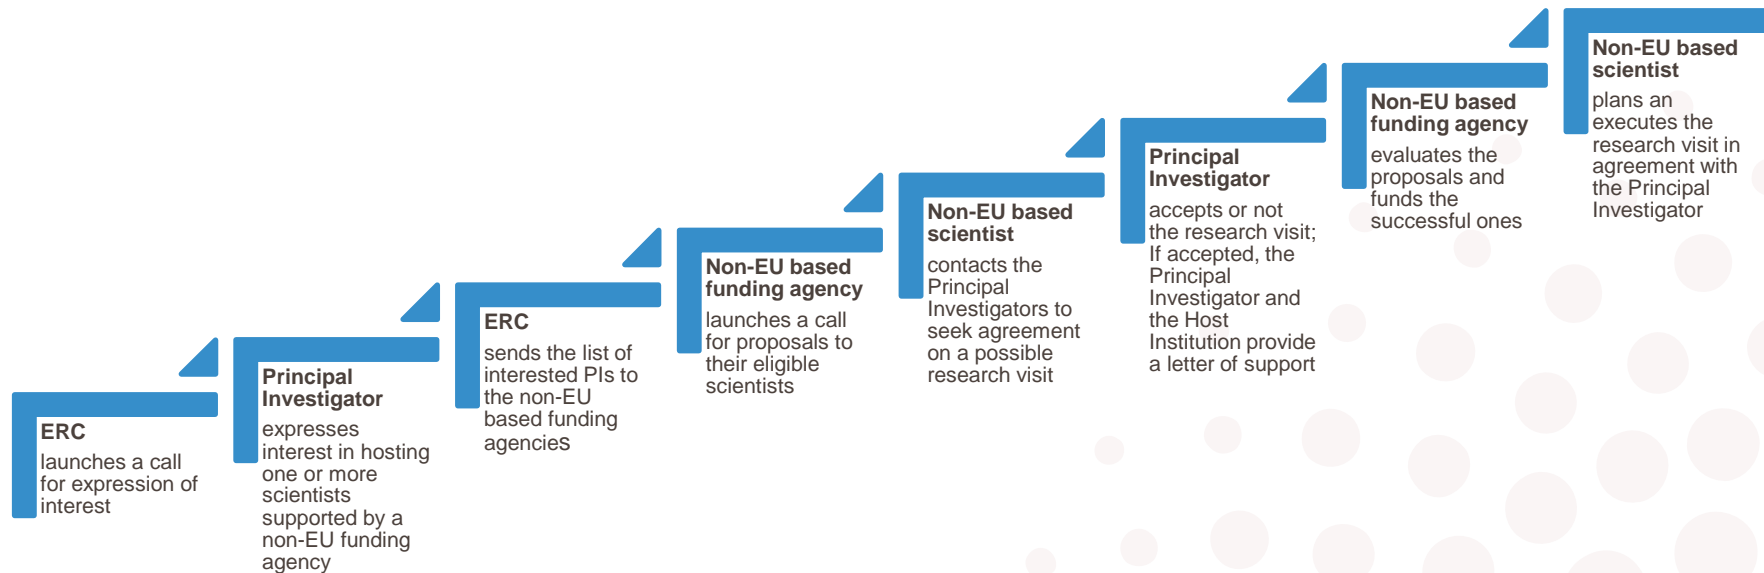 ERC
launches a call
for expression of
interest
Principal
Investigator
expresses
interest in hosting
one or more
scientists
supported by a
non-EU funding
agency
ERC
sends the list of
interested PIs to
the non-EU
based funding
agencies
Non-EU based
funding agency
launches a call
for proposals to
their eligible
scientists
Non-EU based
scientist
contacts the
Principal
Investigators to
seek agreement
on a possible
research visit
Principal
Investigator
accepts or not
the research visit;
If accepted, the
Principal
Investigator and
the Host
Institution provide
a letter of support
Non-EU based
funding agency
evaluates the
proposals and
funds the
successful ones
Non-EU based
scientist
plans an
executes the
research visit in
agreement with
the Principal
Investigator